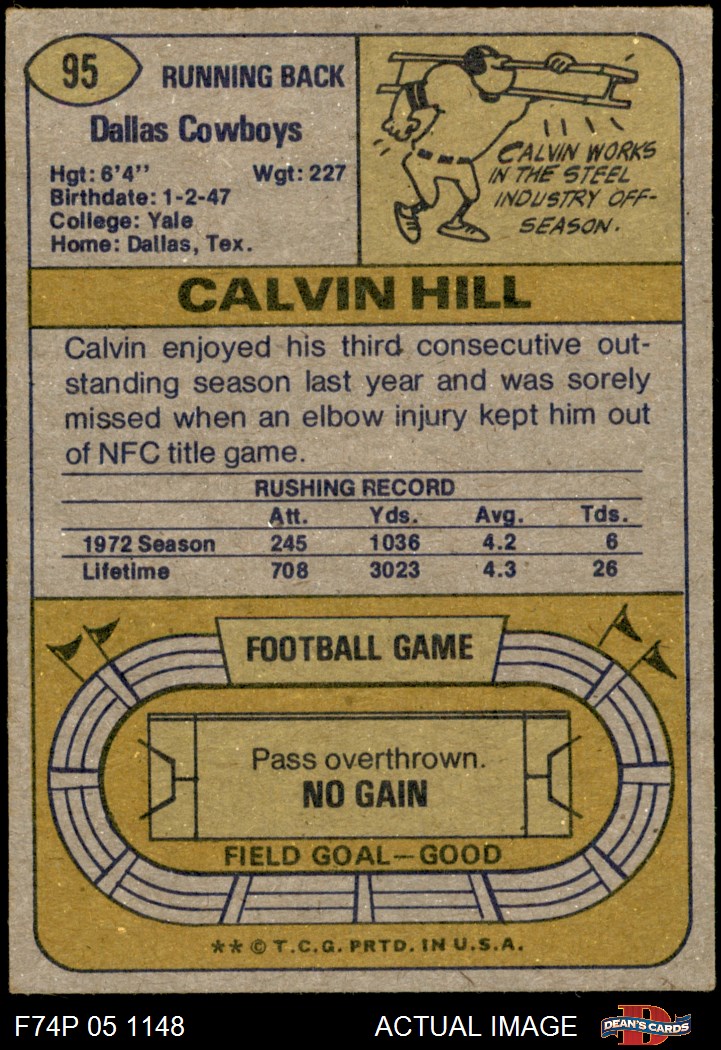 95
RUNNING BACK
Dallas Cowboys
Hgt: 6'4" Wgt: 227
Birthdate: 1-2-47
College: Yale
Home: Dallas, Tex.
CALVIN WORKS
IN THE STEEL
INDUSTRY OFF-
SEASON.
CALVIN HILL
Calvin enjoyed his third consecutive out-
standing season last year and was sorely
missed when an elbow injury kept him out
of NFC title game.
RUSHING RECORD
Att. Yds. Avg. Tds.
1972 Season 245 1036 4.2 6
Lifetime 708 3023 4.3 26
FOOTBALL GAME
Pass overthrown.
NO GAIN
FIELD GOAL—GOOD
** © T.C.G. PRTD. IN U.S.A.
F74P 05 1148 ACTUAL IMAGE D DEAN'S CARDS